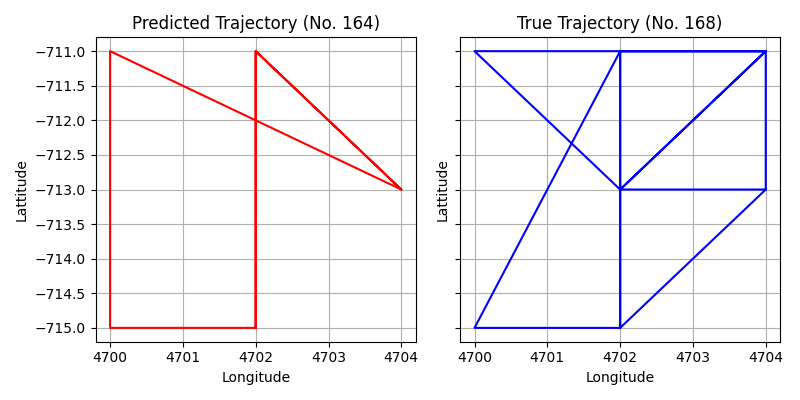 Predicted Trajectory (No. 164)
True Trajectory (No. 168)
−711.0
−711.5
−712.0
−712.5
−713.0
−713.5
−714.0
−714.5
−715.0
Lattitude
Lattitude
4700 4701 4702 4703 4704
4700 4701 4702 4703 4704
Longitude
Longitude